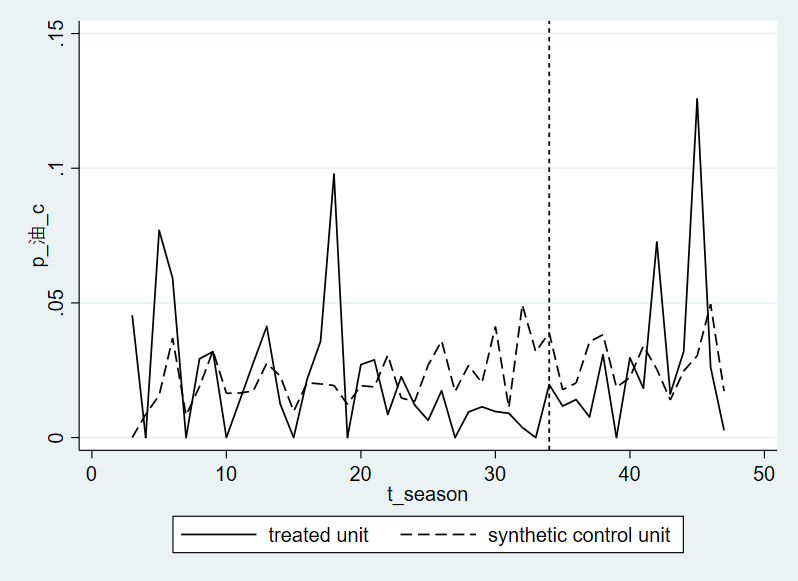 .15
.1
.05
0
p_油_c
0 10 20 30 40 50
t_season
treated unit synthetic control unit